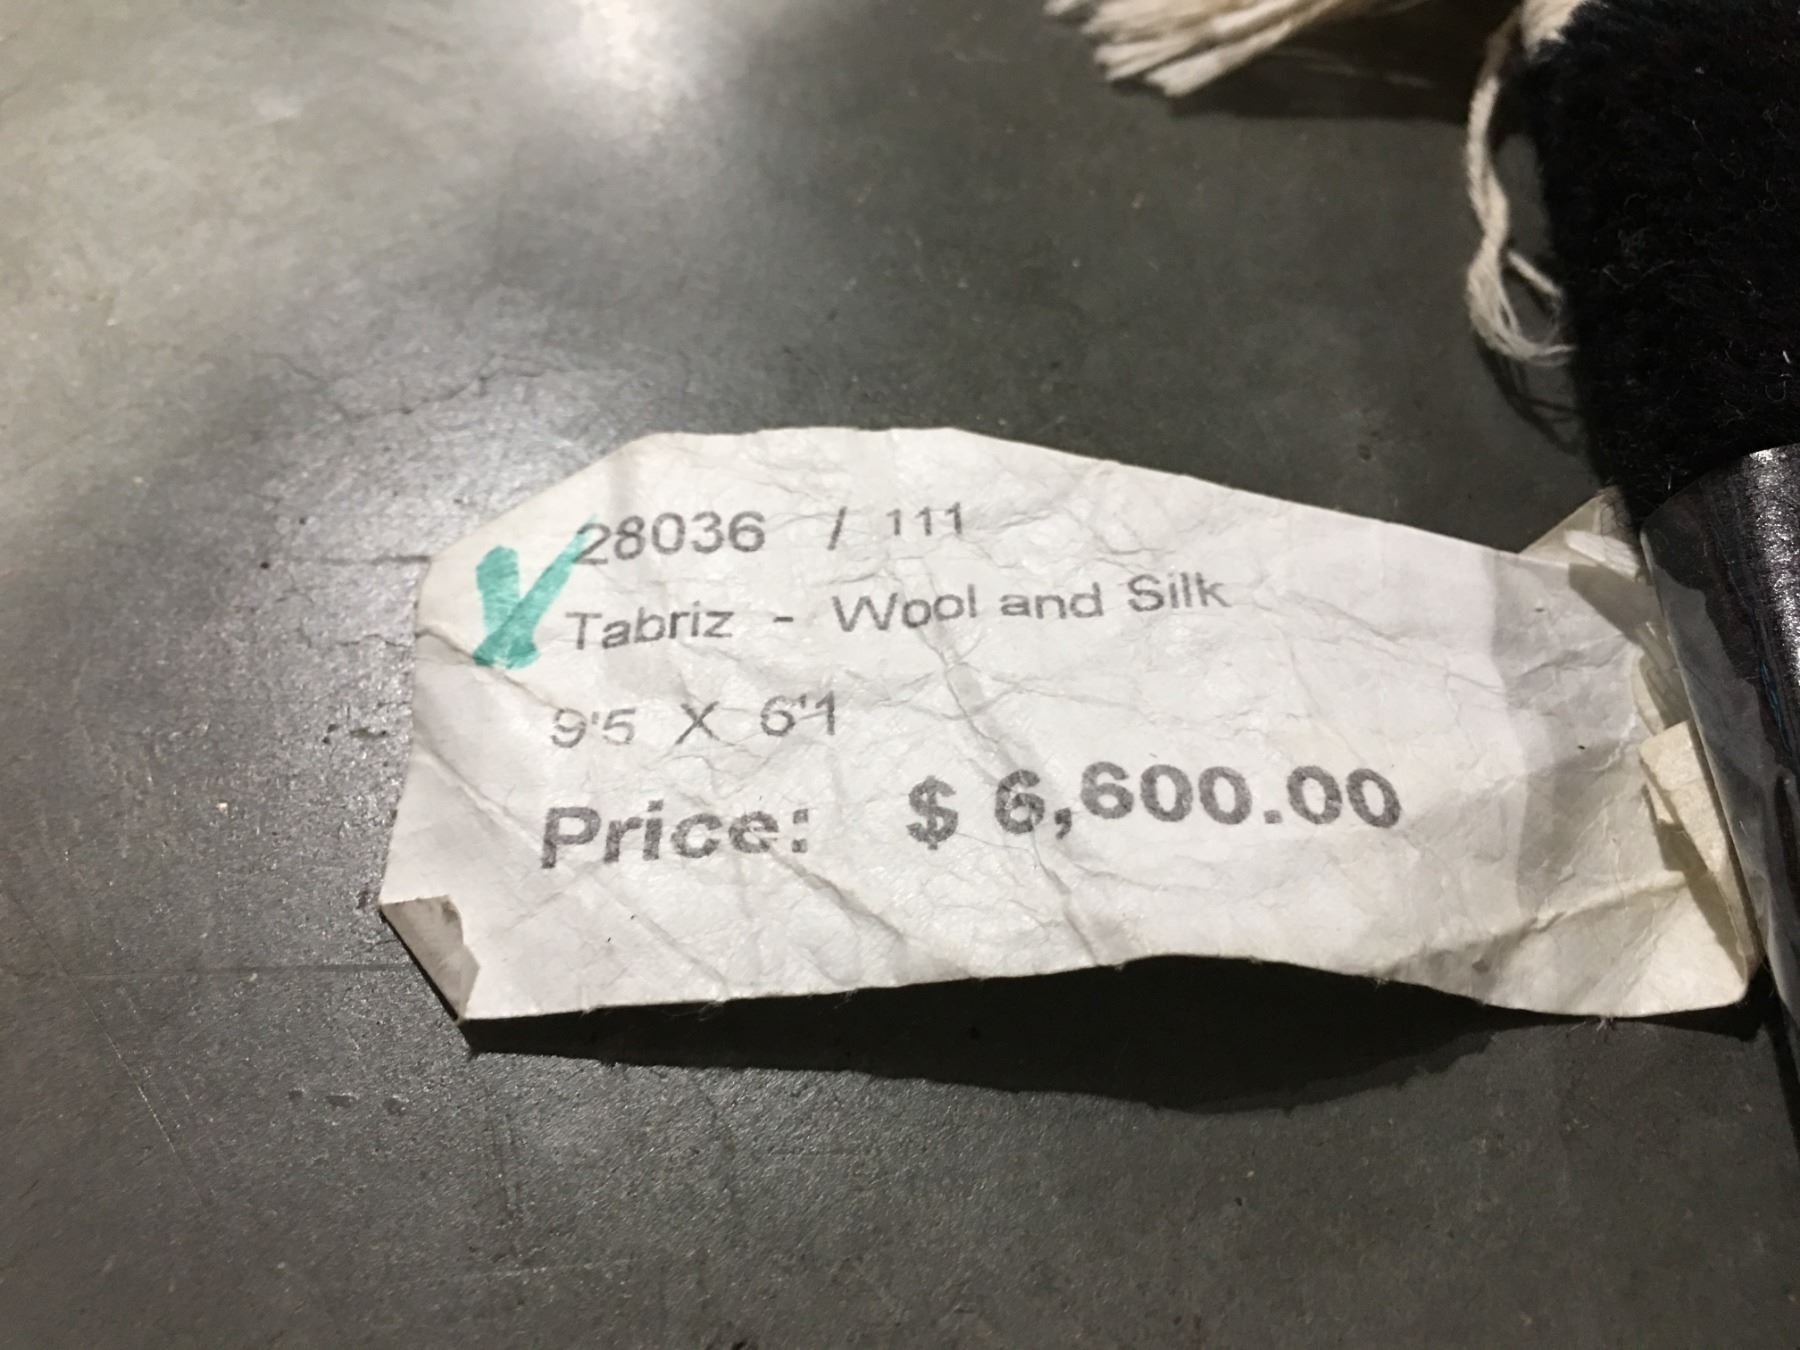 28036 / 111
Tabriz - Wool and Silk
9'5 X 6'1
Price: $ 6,600.00